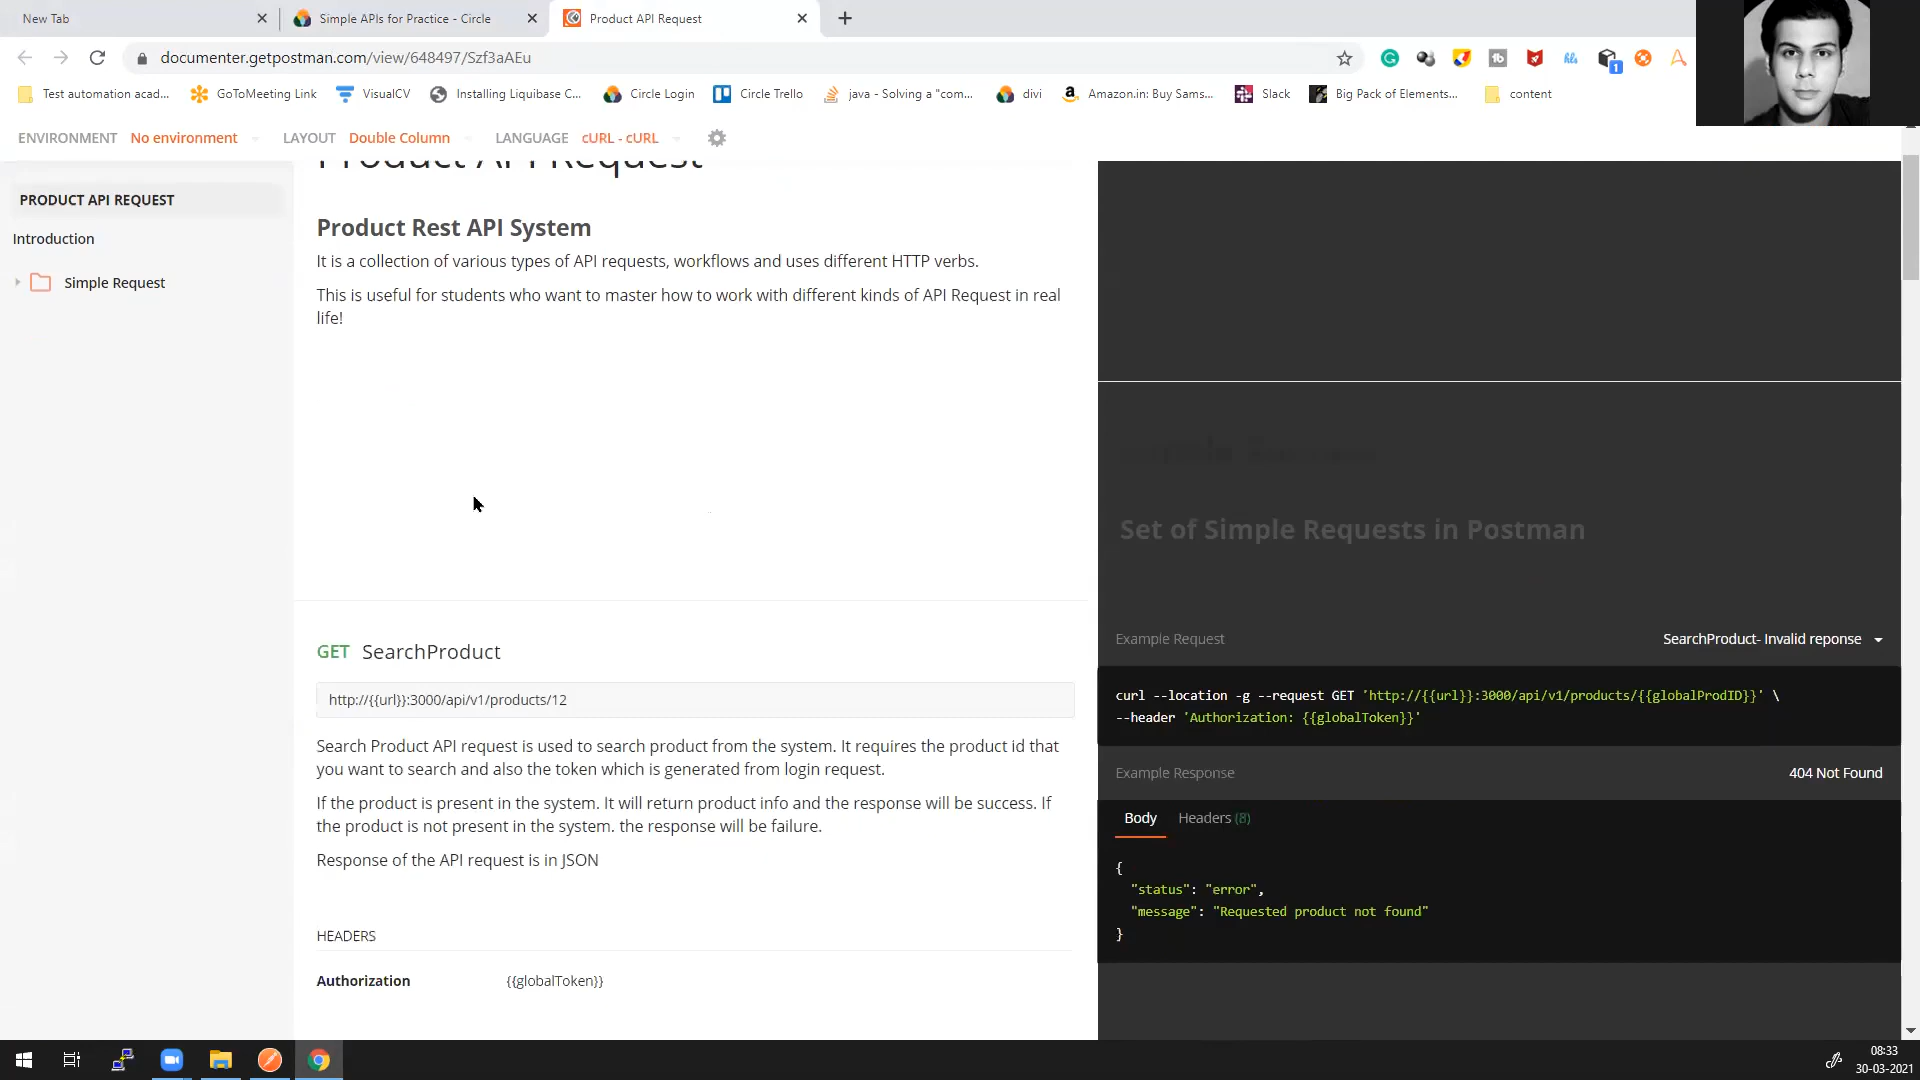 New Tab
Simple APIs for Practice - Circle
Product API Request
documenter.getpostman.com/view/648497/Szf3aAEu
Test automation acad...
GoToMeeting Link
VisualCV
Installing Liquibase C...
Circle Login
Circle Trello
java - Solving a "com...
divi
Amazon.in: Buy Sams...
Slack
Big Pack of Elements...
content
ENVIRONMENT No environment LAYOUT Double Column LANGUAGE cURL - cURL
Product API Request
PRODUCT API REQUEST
Introduction
Simple Request
Product Rest API System
It is a collection of various types of API requests, workflows and uses different HTTP verbs.
This is useful for students who want to master how to work with different kinds of API Request in real
life!
Set of Simple Requests in Postman
GET SearchProduct
http://{{url}}:3000/api/v1/products/12
Search Product API request is used to search product from the system. It requires the product id that
you want to search and also the token which is generated from login request.
If the product is present in the system. It will return product info and the response will be success. If
the product is not present in the system. the response will be failure.
Response of the API request is in JSON
HEADERS
Authorization {{globalToken}}
Example Request SearchProduct- Invalid reponse
curl --location -g --request GET 'http://{{url}}:3000/api/v1/products/{{globalProdID}}' \
--header 'Authorization: {{globalToken}}'
Example Response 404 Not Found
Body Headers (8)
{
"status": "error",
"message": "Requested product not found"
}
08:33
30-03-2021